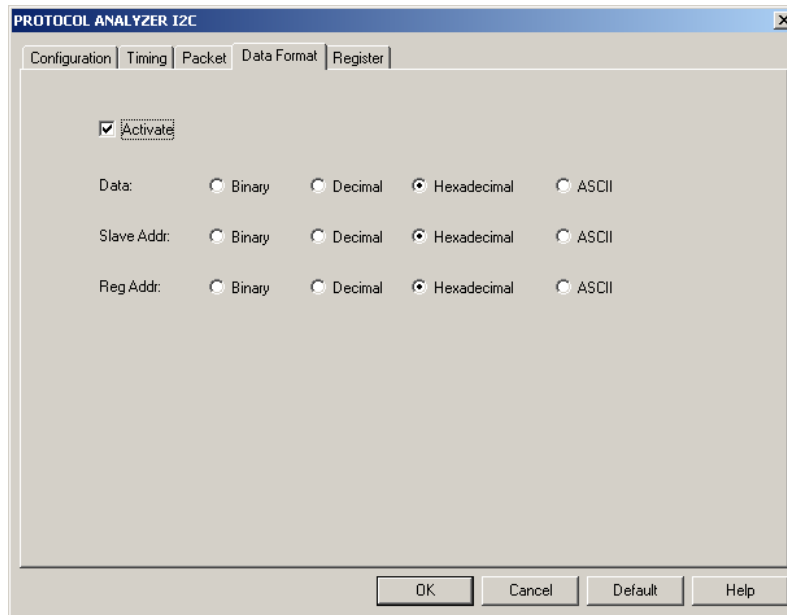 PROTOCOL ANALYZER I2C
Configuration Timing Packet Data Format Register
Activate
Data: Binary Decimal Hexadecimal ASCII
Slave Addr: Binary Decimal Hexadecimal ASCII
Reg Addr: Binary Decimal Hexadecimal ASCII
OK Cancel Default Help